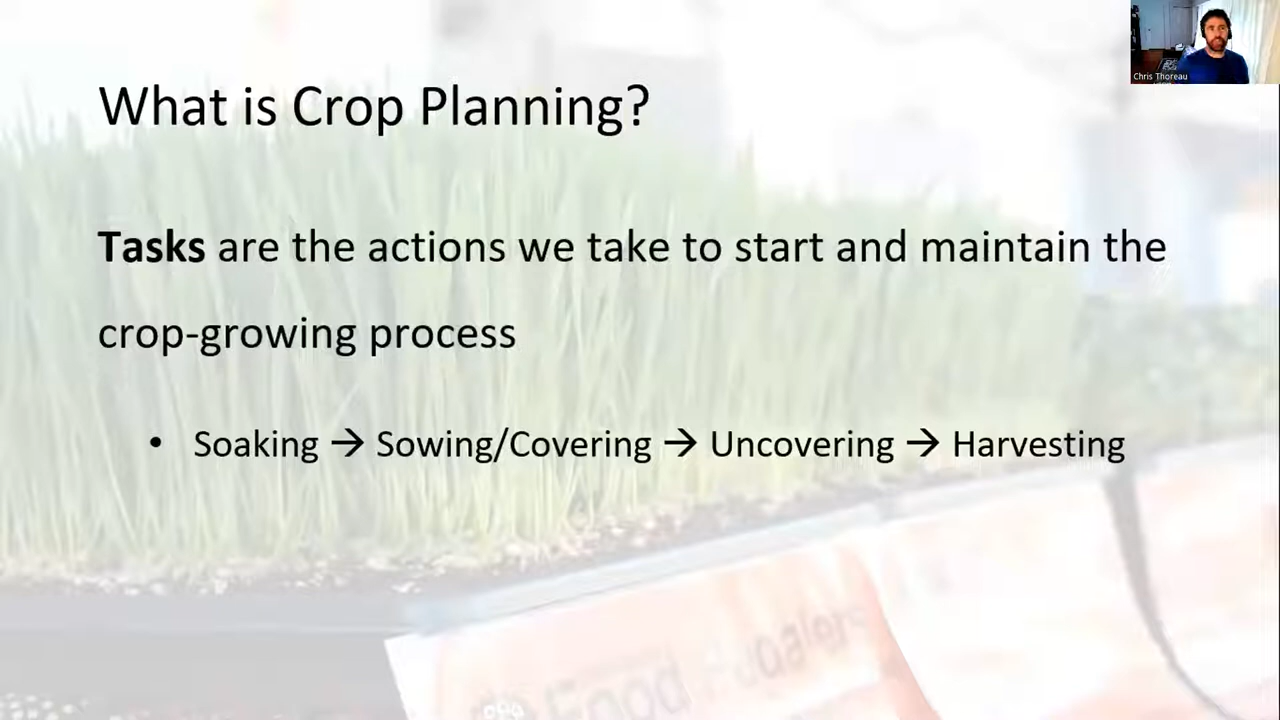 Chris Thoreau
What is Crop Planning?
Tasks are the actions we take to start and maintain the
crop-growing process
• Soaking → Sowing/Covering → Uncovering → Harvesting
Food